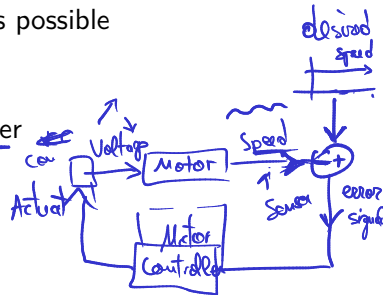 s possible
desired
speed
er
Voltage
Speed
Motor
+
Sensor
error
signal
Actuat
Motor
Controller